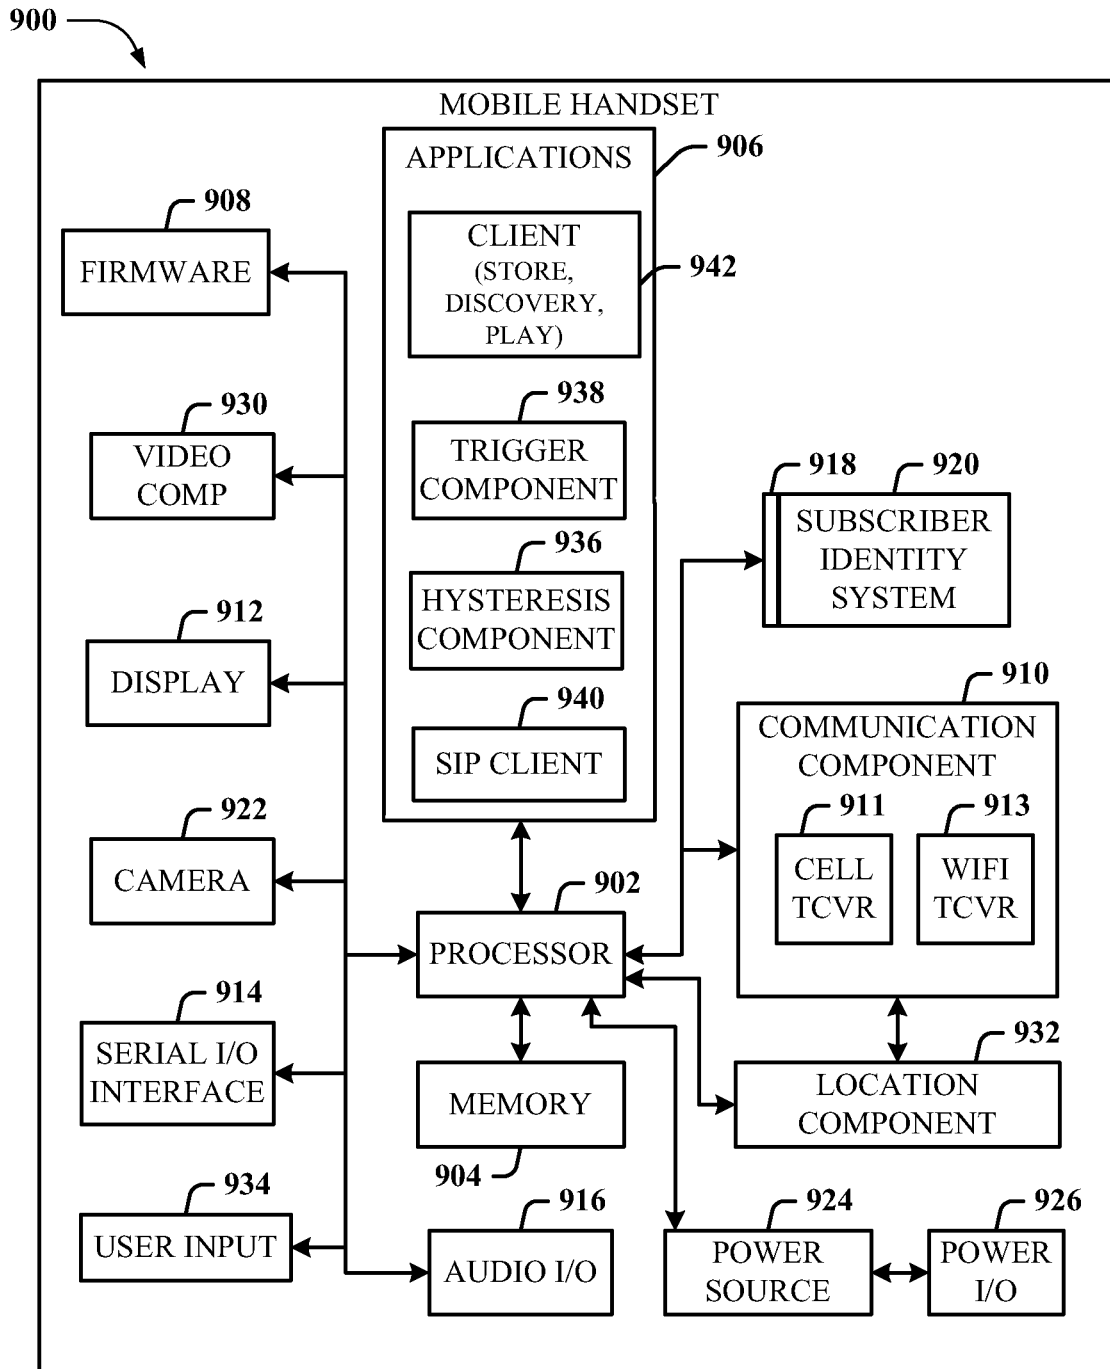 900
MOBILE HANDSET
APPLICATIONS
906
CLIENT
(STORE,
DISCOVERY,
PLAY)
942
938
TRIGGER
COMPONENT
936
HYSTERESIS
COMPONENT
940
SIP CLIENT
908
FIRMWARE
930
VIDEO
COMP
912
DISPLAY
922
CAMERA
914
SERIAL I/O
INTERFACE
934
USER INPUT
902
PROCESSOR
MEMORY
904
916
AUDIO I/O
918
920
SUBSCRIBER
IDENTITY
SYSTEM
910
COMMUNICATION
COMPONENT
911
CELL
TCVR
913
WIFI
TCVR
932
LOCATION
COMPONENT
924
POWER
SOURCE
926
POWER
I/O